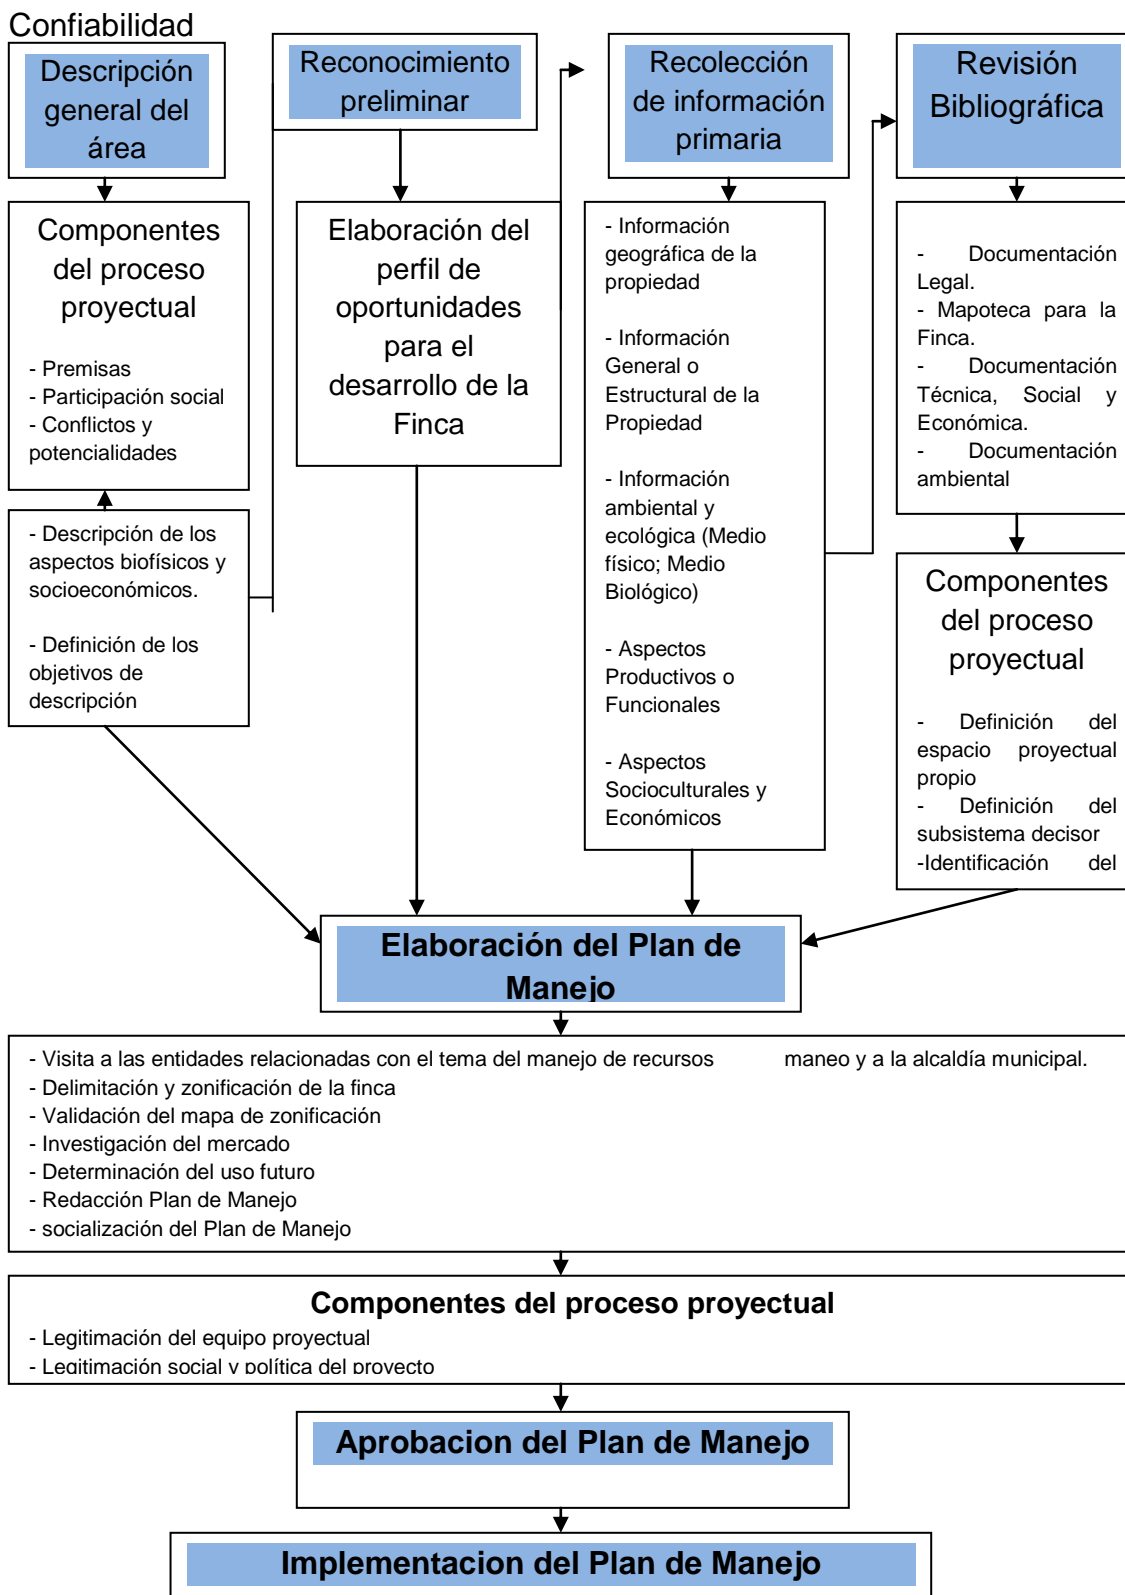 Confiabilidad
Descripción
general del
área
Componentes
del proceso
proyectual
- Premisas
- Participación social
- Conflictos y
potencialidades
- Descripción de los
aspectos biofísicos y
socioeconómicos.
- Definición de los
objetivos de
descripción
Reconocimiento
preliminar
Elaboración del
perfil de
oportunidades
para el
desarrollo de la
Finca
Recolección
de información
primaria
- Información
geográfica de la
propiedad
- Información
General o
Estructural de la
Propiedad
- Información
ambiental y
ecológica (Medio
físico; Medio
Biológico)
- Aspectos
Productivos o
Funcionales
- Aspectos
Socioculturales y
Económicos
Revisión
Bibliográfica
- Documentación
Legal.
- Mapoteca para la
Finca.
- Documentación
Técnica, Social y
Económica.
- Documentación
ambiental
Componentes
del proceso
proyectual
- Definición del
espacio proyectual
propio
- Definición del
subsistema decisor
-Identificación del
Elaboración del Plan de
Manejo
- Visita a las entidades relacionadas con el tema del manejo de recursos maneo y a la alcaldía municipal.
- Delimitación y zonificación de la finca
- Validación del mapa de zonificación
- Investigación del mercado
- Determinación del uso futuro
- Redacción Plan de Manejo
- socialización del Plan de Manejo
Componentes del proceso proyectual
- Legitimación del equipo proyectual
- Legitimación social y política del proyecto
Aprobacion del Plan de Manejo
Implementacion del Plan de Manejo